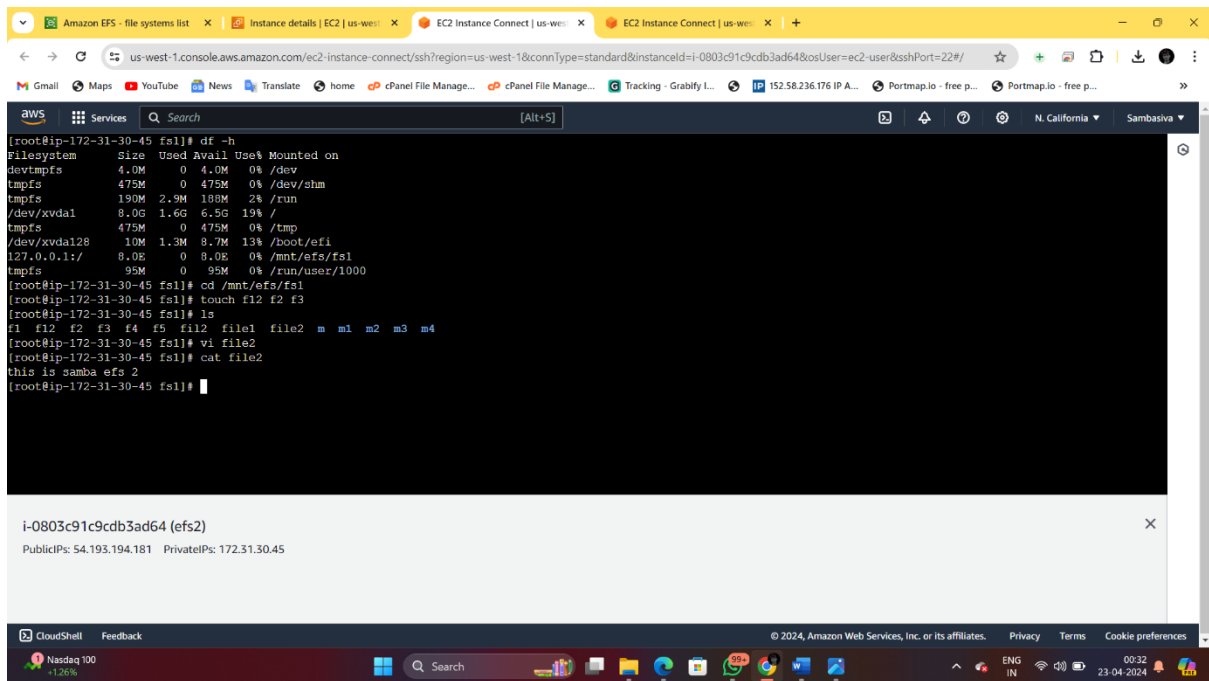 Amazon EFS - file systems list
Instance details | EC2 | us-west
EC2 Instance Connect | us-wes
EC2 Instance Connect | us-wes
us-west-1.console.aws.amazon.com/ec2-instance-connect/ssh?region=us-west-1&connType=standard&instanceId=i-0803c91c9cdb3ad64&osUser=ec2-user&sshPort=22#/
Gmail Maps YouTube News Translate home cPanel File Manage... cPanel File Manage... Tracking - Grabify I... 152.58.236.176 IP A... Portmap.io - free p... Portmap.io - free p... »
aws Services Search [Alt+S] N. California ▼ Sambasiva ▼
[root@ip-172-31-30-45 fs1]# df -h
Filesystem Size Used Avail Use% Mounted on
devtmpfs 4.0M 0 4.0M 0% /dev
tmpfs 475M 0 475M 0% /dev/shm
tmpfs 190M 2.9M 188M 2% /run
/dev/xvda1 8.0G 1.6G 6.5G 19% /
tmpfs 475M 0 475M 0% /tmp
/dev/xvda128 10M 1.3M 8.7M 13% /boot/efi
127.0.0.1:/ 8.0E 0 8.0E 0% /mnt/efs/fs1
tmpfs 95M 0 95M 0% /run/user/1000
[root@ip-172-31-30-45 fs1]# cd /mnt/efs/fs1
[root@ip-172-31-30-45 fs1]# touch f12 f2 f3
[root@ip-172-31-30-45 fs1]# ls
f1 f12 f2 f3 f4 f5 fil2 file1 file2 m m1 m2 m3 m4
[root@ip-172-31-30-45 fs1]# vi file2
[root@ip-172-31-30-45 fs1]# cat file2
this is samba efs 2
[root@ip-172-31-30-45 fs1]#
i-0803c91c9cdb3ad64 (efs2)
PublicIPs: 54.193.194.181 PrivateIPs: 172.31.30.45
CloudShell Feedback © 2024, Amazon Web Services, Inc. or its affiliates. Privacy Terms Cookie preferences
1 Nasdaq 100
+1.26%
Search
99+
ENG
IN
00:32
23-04-2024